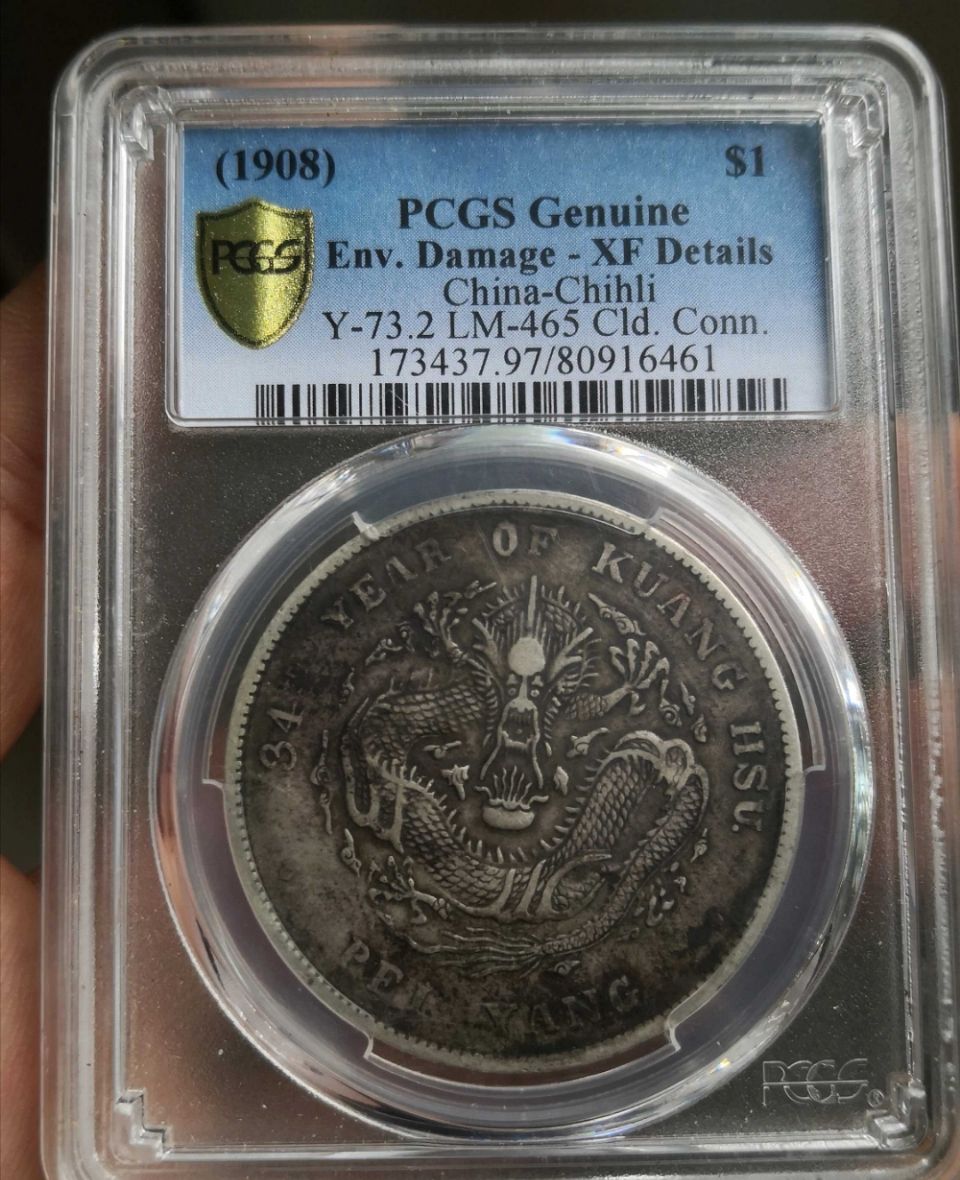 (1908) $1
PCGS Genuine
PCGS Env. Damage - XF Details
China-Chihli
Y-73.2 LM-465 Cld. Conn.
173437.97/80916461
34TH YEAR OF KUANG HSU.
PEI YANG
PCGS